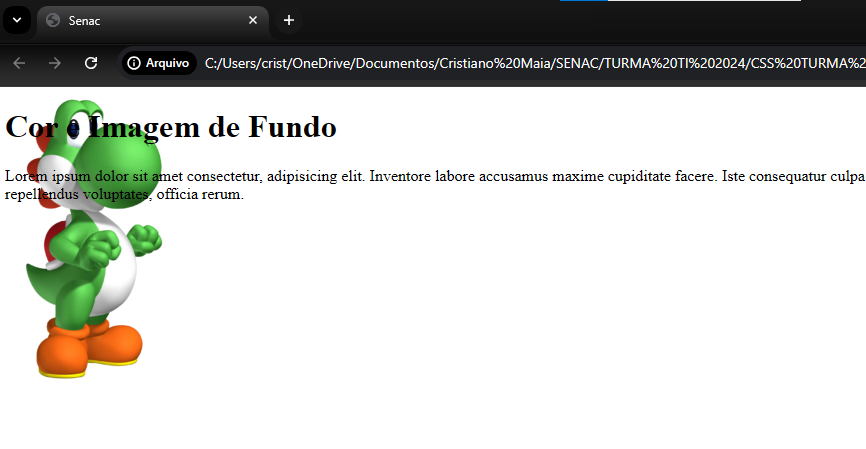 Senac
Arquivo
C:/Users/crist/OneDrive/Documentos/Cristiano%20Maia/SENAC/TURMA%20TI%202024/CSS%20TURMA%2
Cor e Imagem de Fundo
Lorem ipsum dolor sit amet consectetur, adipisicing elit. Inventore labore accusamus maxime cupiditate facere. Iste consequatur culpa
repellendus voluptates, officia rerum.